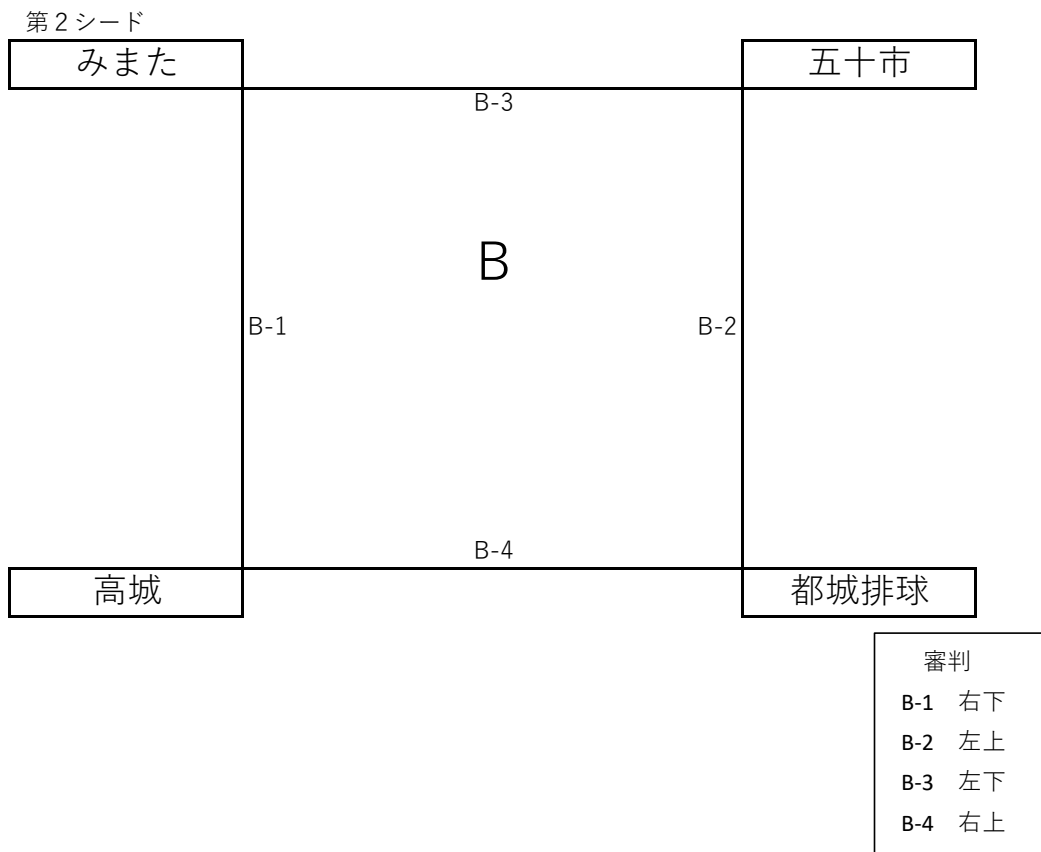 第２シード
みまた
五十市
B-3
B
B-1
B-2
B-4
高城
都城排球
審判
B-1 右下
B-2 左上
B-3 左下
B-4 右上